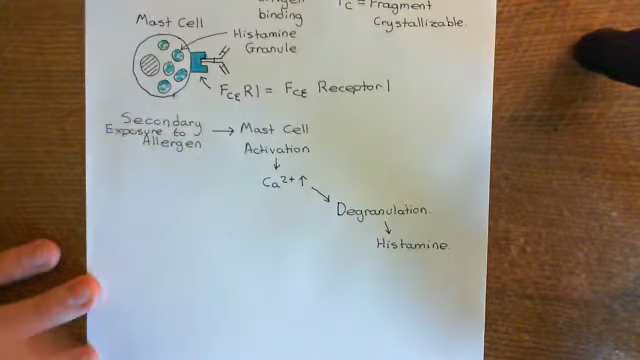 binding
Fc = Fragment
Crystallizable.
Mast Cell
Histamine
Granule
FcεRI = Fcε Receptor I
Secondary
Exposure to
Allergen → Mast Cell
Activation
↓
Ca²⁺ ↑
Degranulation.
Histamine.